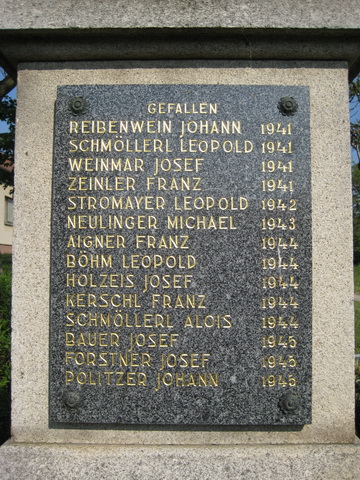 GEFALLEN
REIBENWEIN JOHANN 1941
SCHMÖLLERL LEOPOLD 1941
WEINMAR JOSEF 1941
ZEINLER FRANZ 1941
STROMAYER LEOPOLD 1942
NEULINGER MICHAEL 1943
AIGNER FRANZ 1944
BÖHM LEOPOLD 1944
HOLZEIS JOSEF 1944
KERSCHL FRANZ 1944
SCHMÖLLERL ALOIS 1944
BAUER JOSEF 1945
FORSTNER JOSEF 1945
POLITZER JOHANN 1945